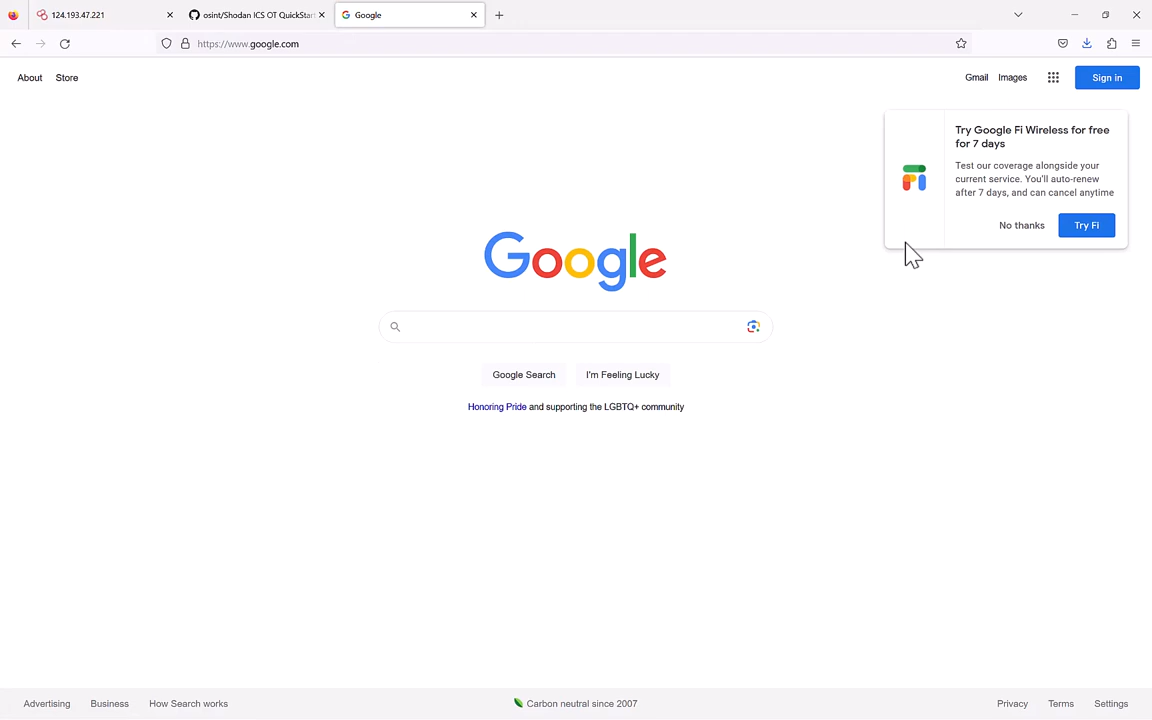 124.193.47.221
osint/Shodan ICS OT QuickStart
Google
https://www.google.com
About
Store
Gmail
Images
Sign in
Try Google Fi Wireless for free
for 7 days
Test our coverage alongside your
current service. You'll auto-renew
after 7 days, and can cancel anytime
No thanks
Try Fi
Google
Google Search
I'm Feeling Lucky
Honoring Pride and supporting the LGBTQ+ community
Advertising
Business
How Search works
Carbon neutral since 2007
Privacy
Terms
Settings